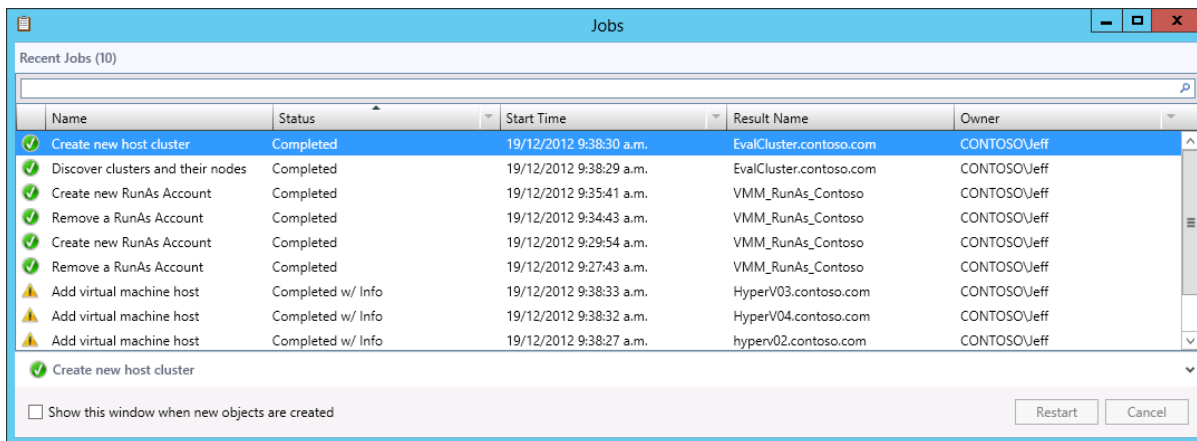 Jobs
Recent Jobs (10)
Name Status Start Time Result Name Owner
Create new host cluster Completed 19/12/2012 9:38:30 a.m. EvalCluster.contoso.com CONTOSO\Jeff
Discover clusters and their nodes Completed 19/12/2012 9:38:29 a.m. EvalCluster.contoso.com CONTOSO\Jeff
Create new RunAs Account Completed 19/12/2012 9:35:41 a.m. VMM_RunAs_Contoso CONTOSO\Jeff
Remove a RunAs Account Completed 19/12/2012 9:34:43 a.m. VMM_RunAs_Contoso CONTOSO\Jeff
Create new RunAs Account Completed 19/12/2012 9:29:54 a.m. VMM_RunAs_Contoso CONTOSO\Jeff
Remove a RunAs Account Completed 19/12/2012 9:27:43 a.m. VMM_RunAs_Contoso CONTOSO\Jeff
Add virtual machine host Completed w/ Info 19/12/2012 9:38:33 a.m. HyperV03.contoso.com CONTOSO\Jeff
Add virtual machine host Completed w/ Info 19/12/2012 9:38:32 a.m. HyperV04.contoso.com CONTOSO\Jeff
Add virtual machine host Completed w/ Info 19/12/2012 9:38:27 a.m. hyperv02.contoso.com CONTOSO\Jeff
Create new host cluster
Show this window when new objects are created Restart Cancel